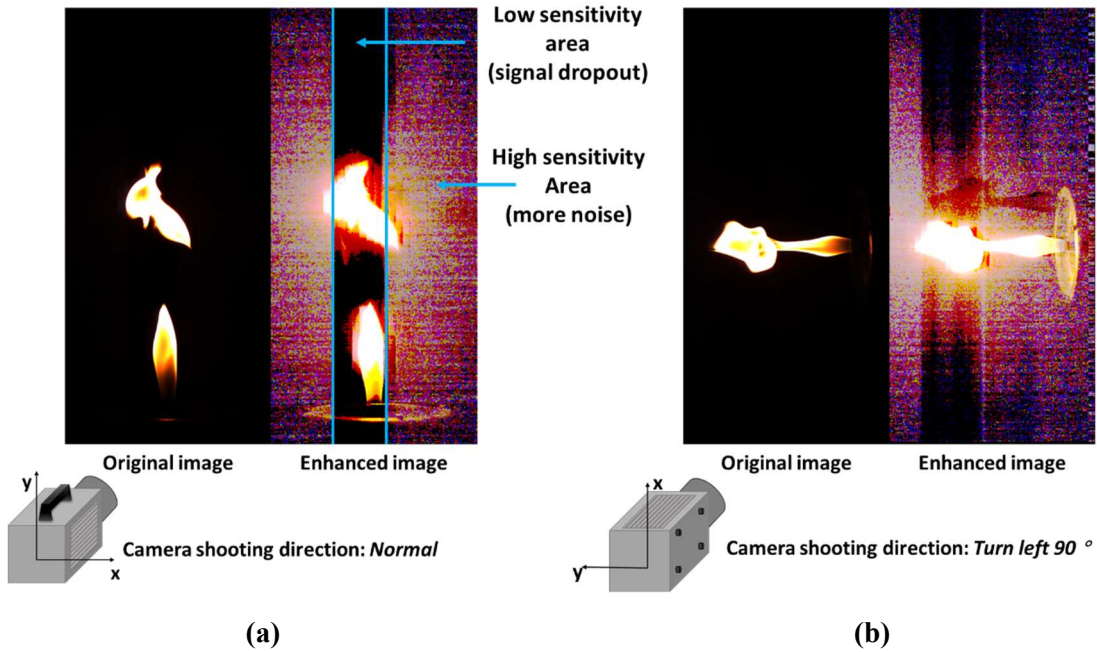 Low sensitivity
area
(signal dropout)
High sensitivity
Area
(more noise)
Original image
Enhanced image
y
x
Camera shooting direction: Normal
(a)
Original image
Enhanced image
x
y
Camera shooting direction: Turn left 90 °
(b)